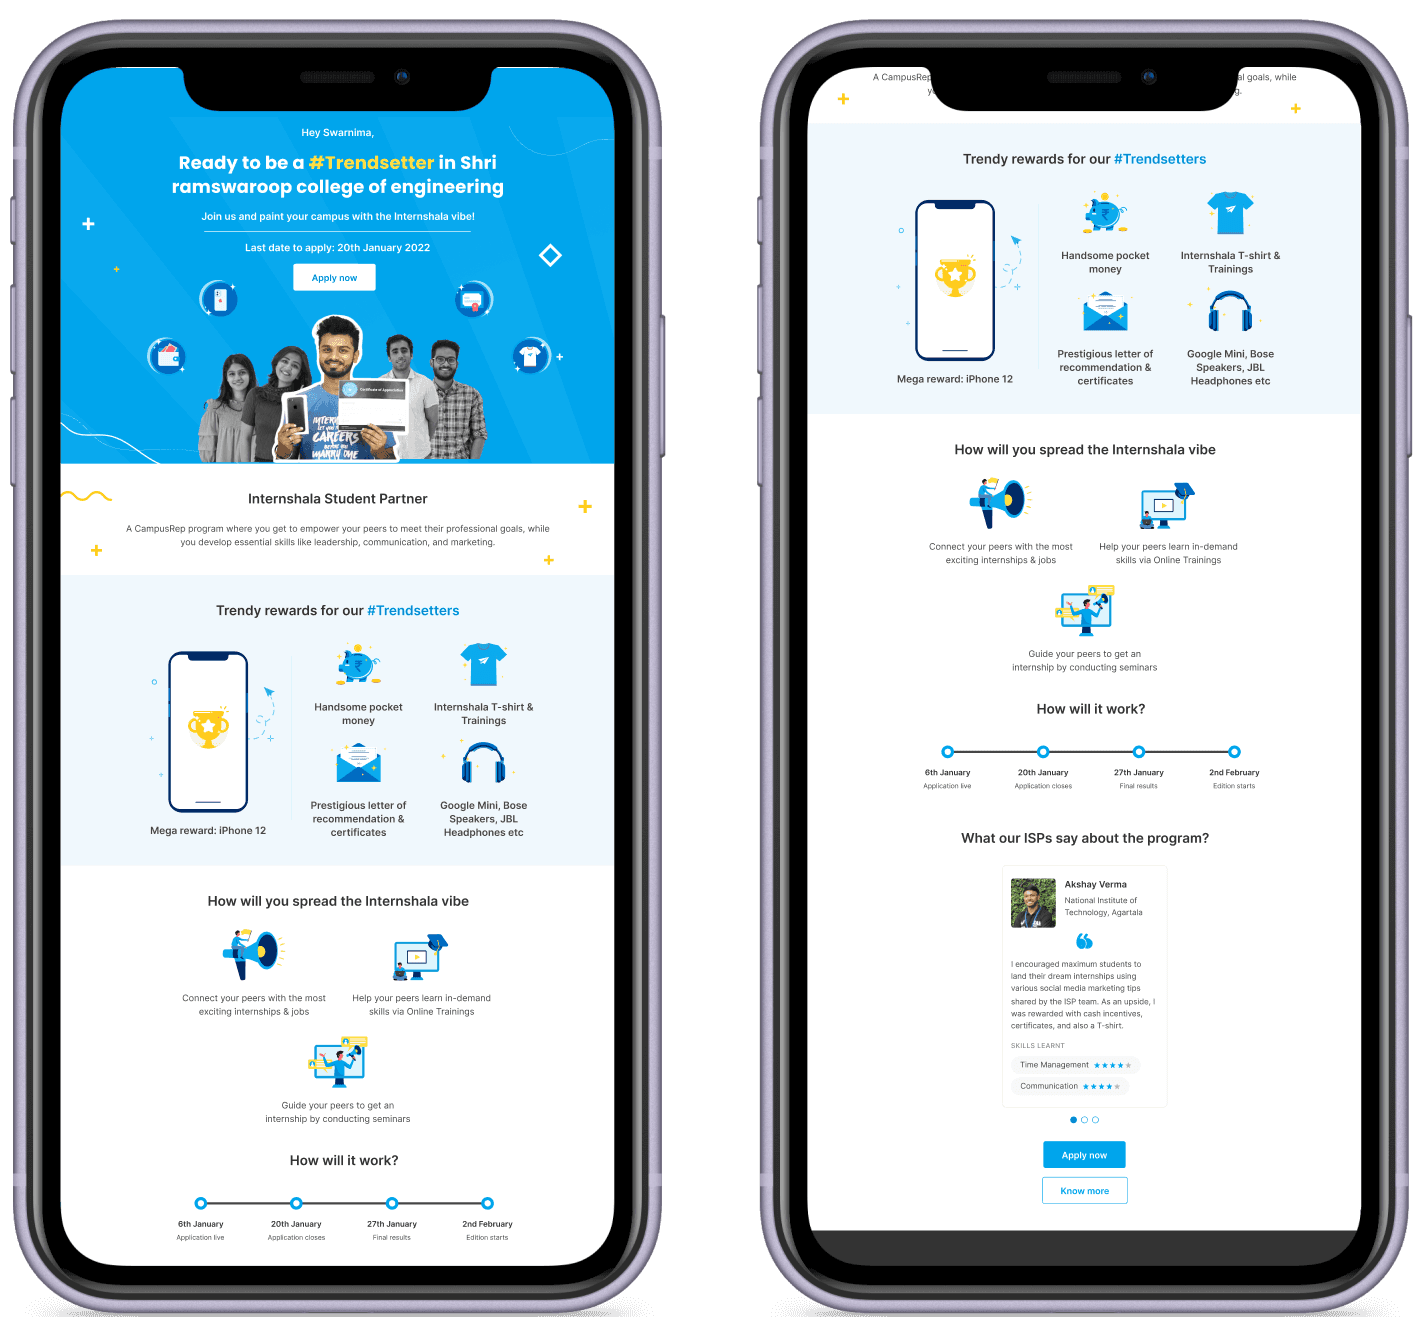 Hey Swarnima,
Ready to be a #Trendsetter in Shri
ramswaroop college of engineering
Join us and paint your campus with the Internshala vibe!
Last date to apply: 20th January 2022
Apply now
Certificate of Appreciation
CAREERS
MARRY ONE
Internshala Student Partner
A CampusRep program where you get to empower your peers to meet their professional goals, while
you develop essential skills like leadership, communication, and marketing.
Trendy rewards for our #Trendsetters
Mega reward: iPhone 12
Handsome pocket
money
Internshala T-shirt &
Trainings
Prestigious letter of
recommendation &
certificates
Google Mini, Bose
Speakers, JBL
Headphones etc
How will you spread the Internshala vibe
Connect your peers with the most
exciting internships & jobs
Help your peers learn in-demand
skills via Online Trainings
Guide your peers to get an
internship by conducting seminars
How will it work?
6th January
Application live
20th January
Application closes
27th January
Final results
2nd February
Edition starts
A CampusRep al goals, while
Trendy rewards for our #Trendsetters
Mega reward: iPhone 12
Handsome pocket
money
Internshala T-shirt &
Trainings
Prestigious letter of
recommendation &
certificates
Google Mini, Bose
Speakers, JBL
Headphones etc
How will you spread the Internshala vibe
Connect your peers with the most
exciting internships & jobs
Help your peers learn in-demand
skills via Online Trainings
Guide your peers to get an
internship by conducting seminars
How will it work?
6th January
Application live
20th January
Application closes
27th January
Final results
2nd February
Edition starts
What our ISPs say about the program?
Akshay Verma
National Institute of
Technology, Agartala
I encouraged maximum students to
land their dream internships using
various social media marketing tips
shared by the ISP team. As an upside, I
was rewarded with cash incentives,
certificates, and also a T-shirt.
SKILLS LEARNT
Time Management
Communication
Apply now
Know more